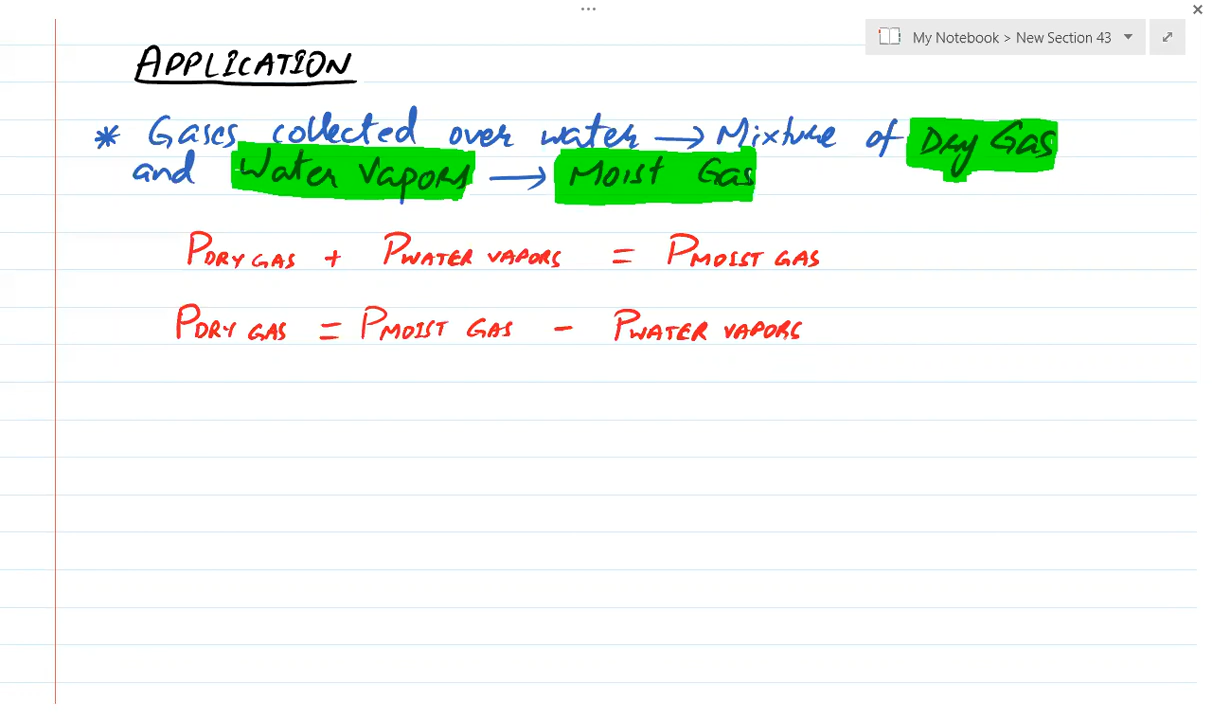 My Notebook > New Section 43
APPLICATION
* Gases collected over water → Mixture of Dry Gas
and Water Vapors → Moist Gas
PDRY GAS + PWATER VAPORS = PMOIST GAS
PDRY GAS = PMOIST GAS - PWATER VAPORS